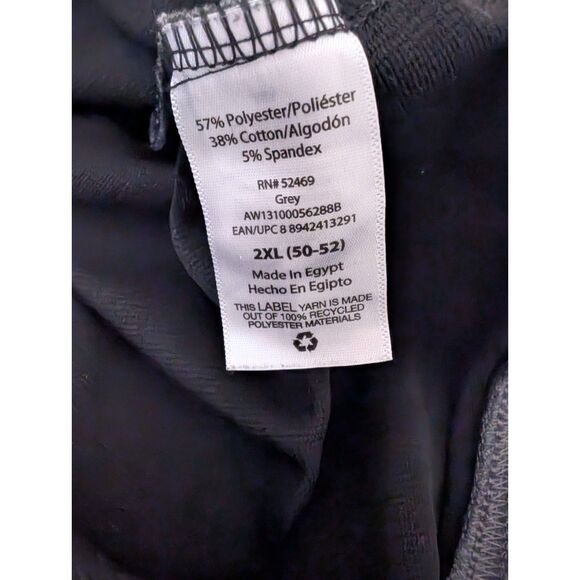 57% Polyester/Poliéster
38% Cotton/Algodón
5% Spandex
RN# 52469
Grey
AW13100056288B
EAN/UPC 8 8942413291
2XL (50-52)
Made In Egypt
Hecho En Egipto
THIS LABEL YARN IS MADE
OUT OF 100% RECYCLED
POLYESTER MATERIALS